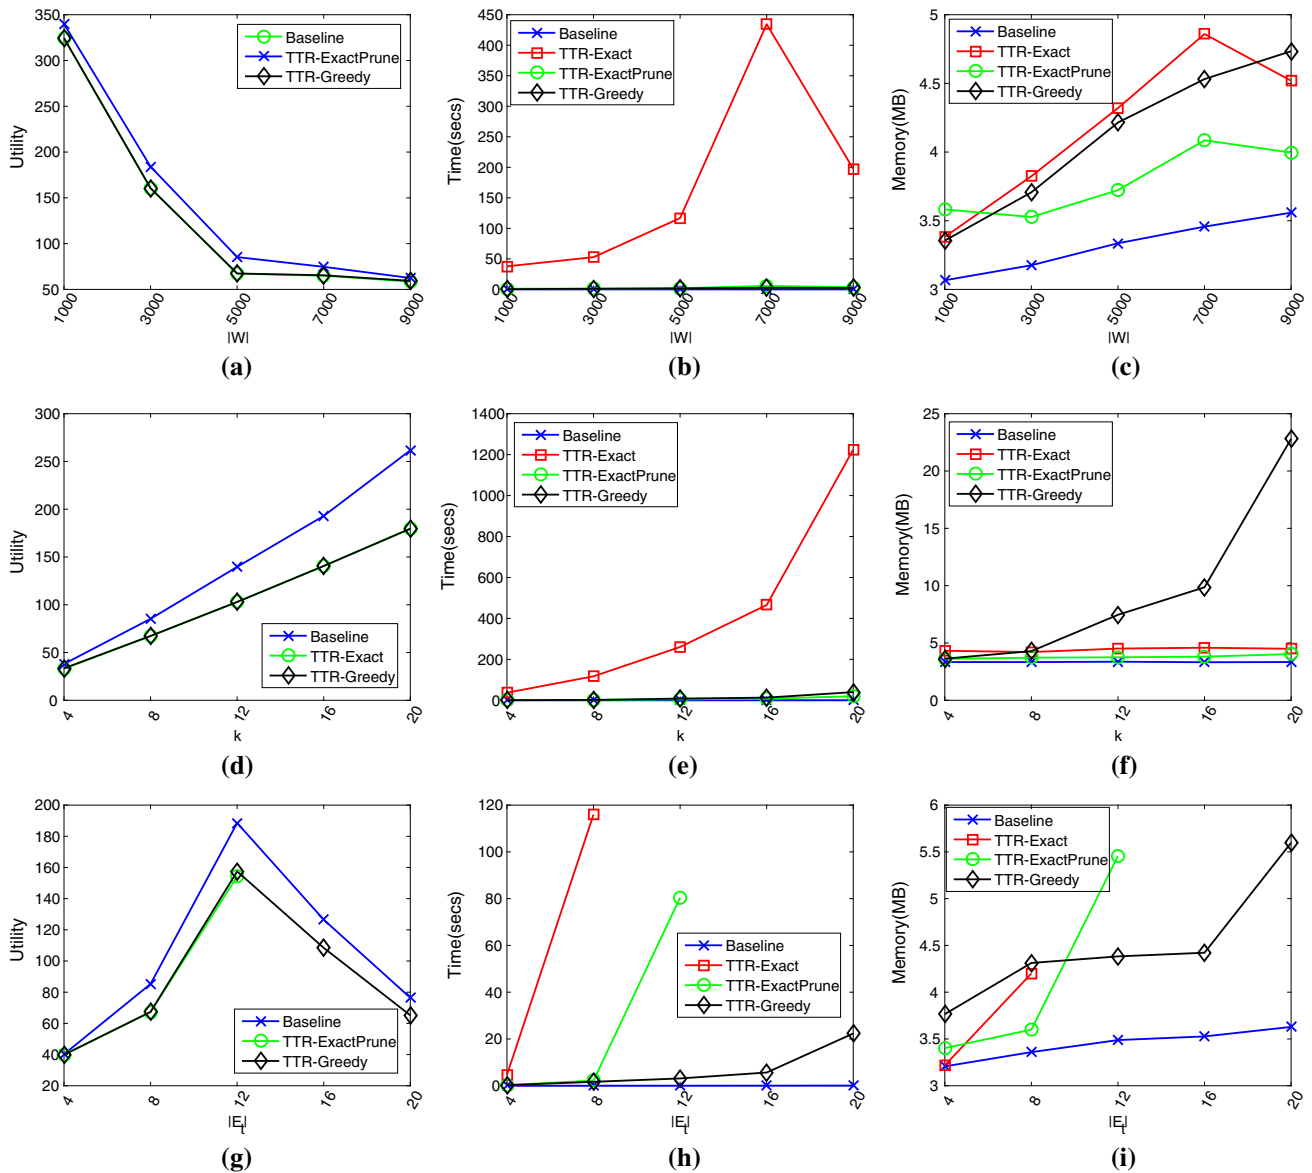 350
300
250
200
150
100
50
Utility
1000
3000
5000
7000
9000
|W|
Baseline
TTR-ExactPrune
TTR-Greedy
(a)
450
400
350
300
250
200
150
100
50
0
Time(secs)
1000
3000
5000
7000
9000
|W|
Baseline
TTR-Exact
TTR-ExactPrune
TTR-Greedy
(b)
5
4.5
4
3.5
3
Memory(MB)
1000
3000
5000
7000
9000
|W|
Baseline
TTR-Exact
TTR-ExactPrune
TTR-Greedy
(c)
300
250
200
150
100
50
0
Utility
4
8
12
16
20
k
Baseline
TTR-Exact
TTR-Greedy
(d)
1400
1200
1000
800
600
400
200
0
Time(secs)
4
8
12
16
20
k
Baseline
TTR-Exact
TTR-ExactPrune
TTR-Greedy
(e)
25
20
15
10
5
0
Memory(MB)
4
8
12
16
20
k
Baseline
TTR-Exact
TTR-ExactPrune
TTR-Greedy
(f)
200
180
160
140
120
100
80
60
40
20
Utility
4
8
12
16
20
|E_t|
Baseline
TTR-ExactPrune
TTR-Greedy
(g)
120
100
80
60
40
20
0
Time(secs)
4
8
12
16
20
|E_t|
Baseline
TTR-Exact
TTR-ExactPrune
TTR-Greedy
(h)
6
5.5
5
4.5
4
3.5
3
Memory(MB)
4
8
12
16
20
|E_t|
Baseline
TTR-Exact
TTR-ExactPrune
TTR-Greedy
(i)